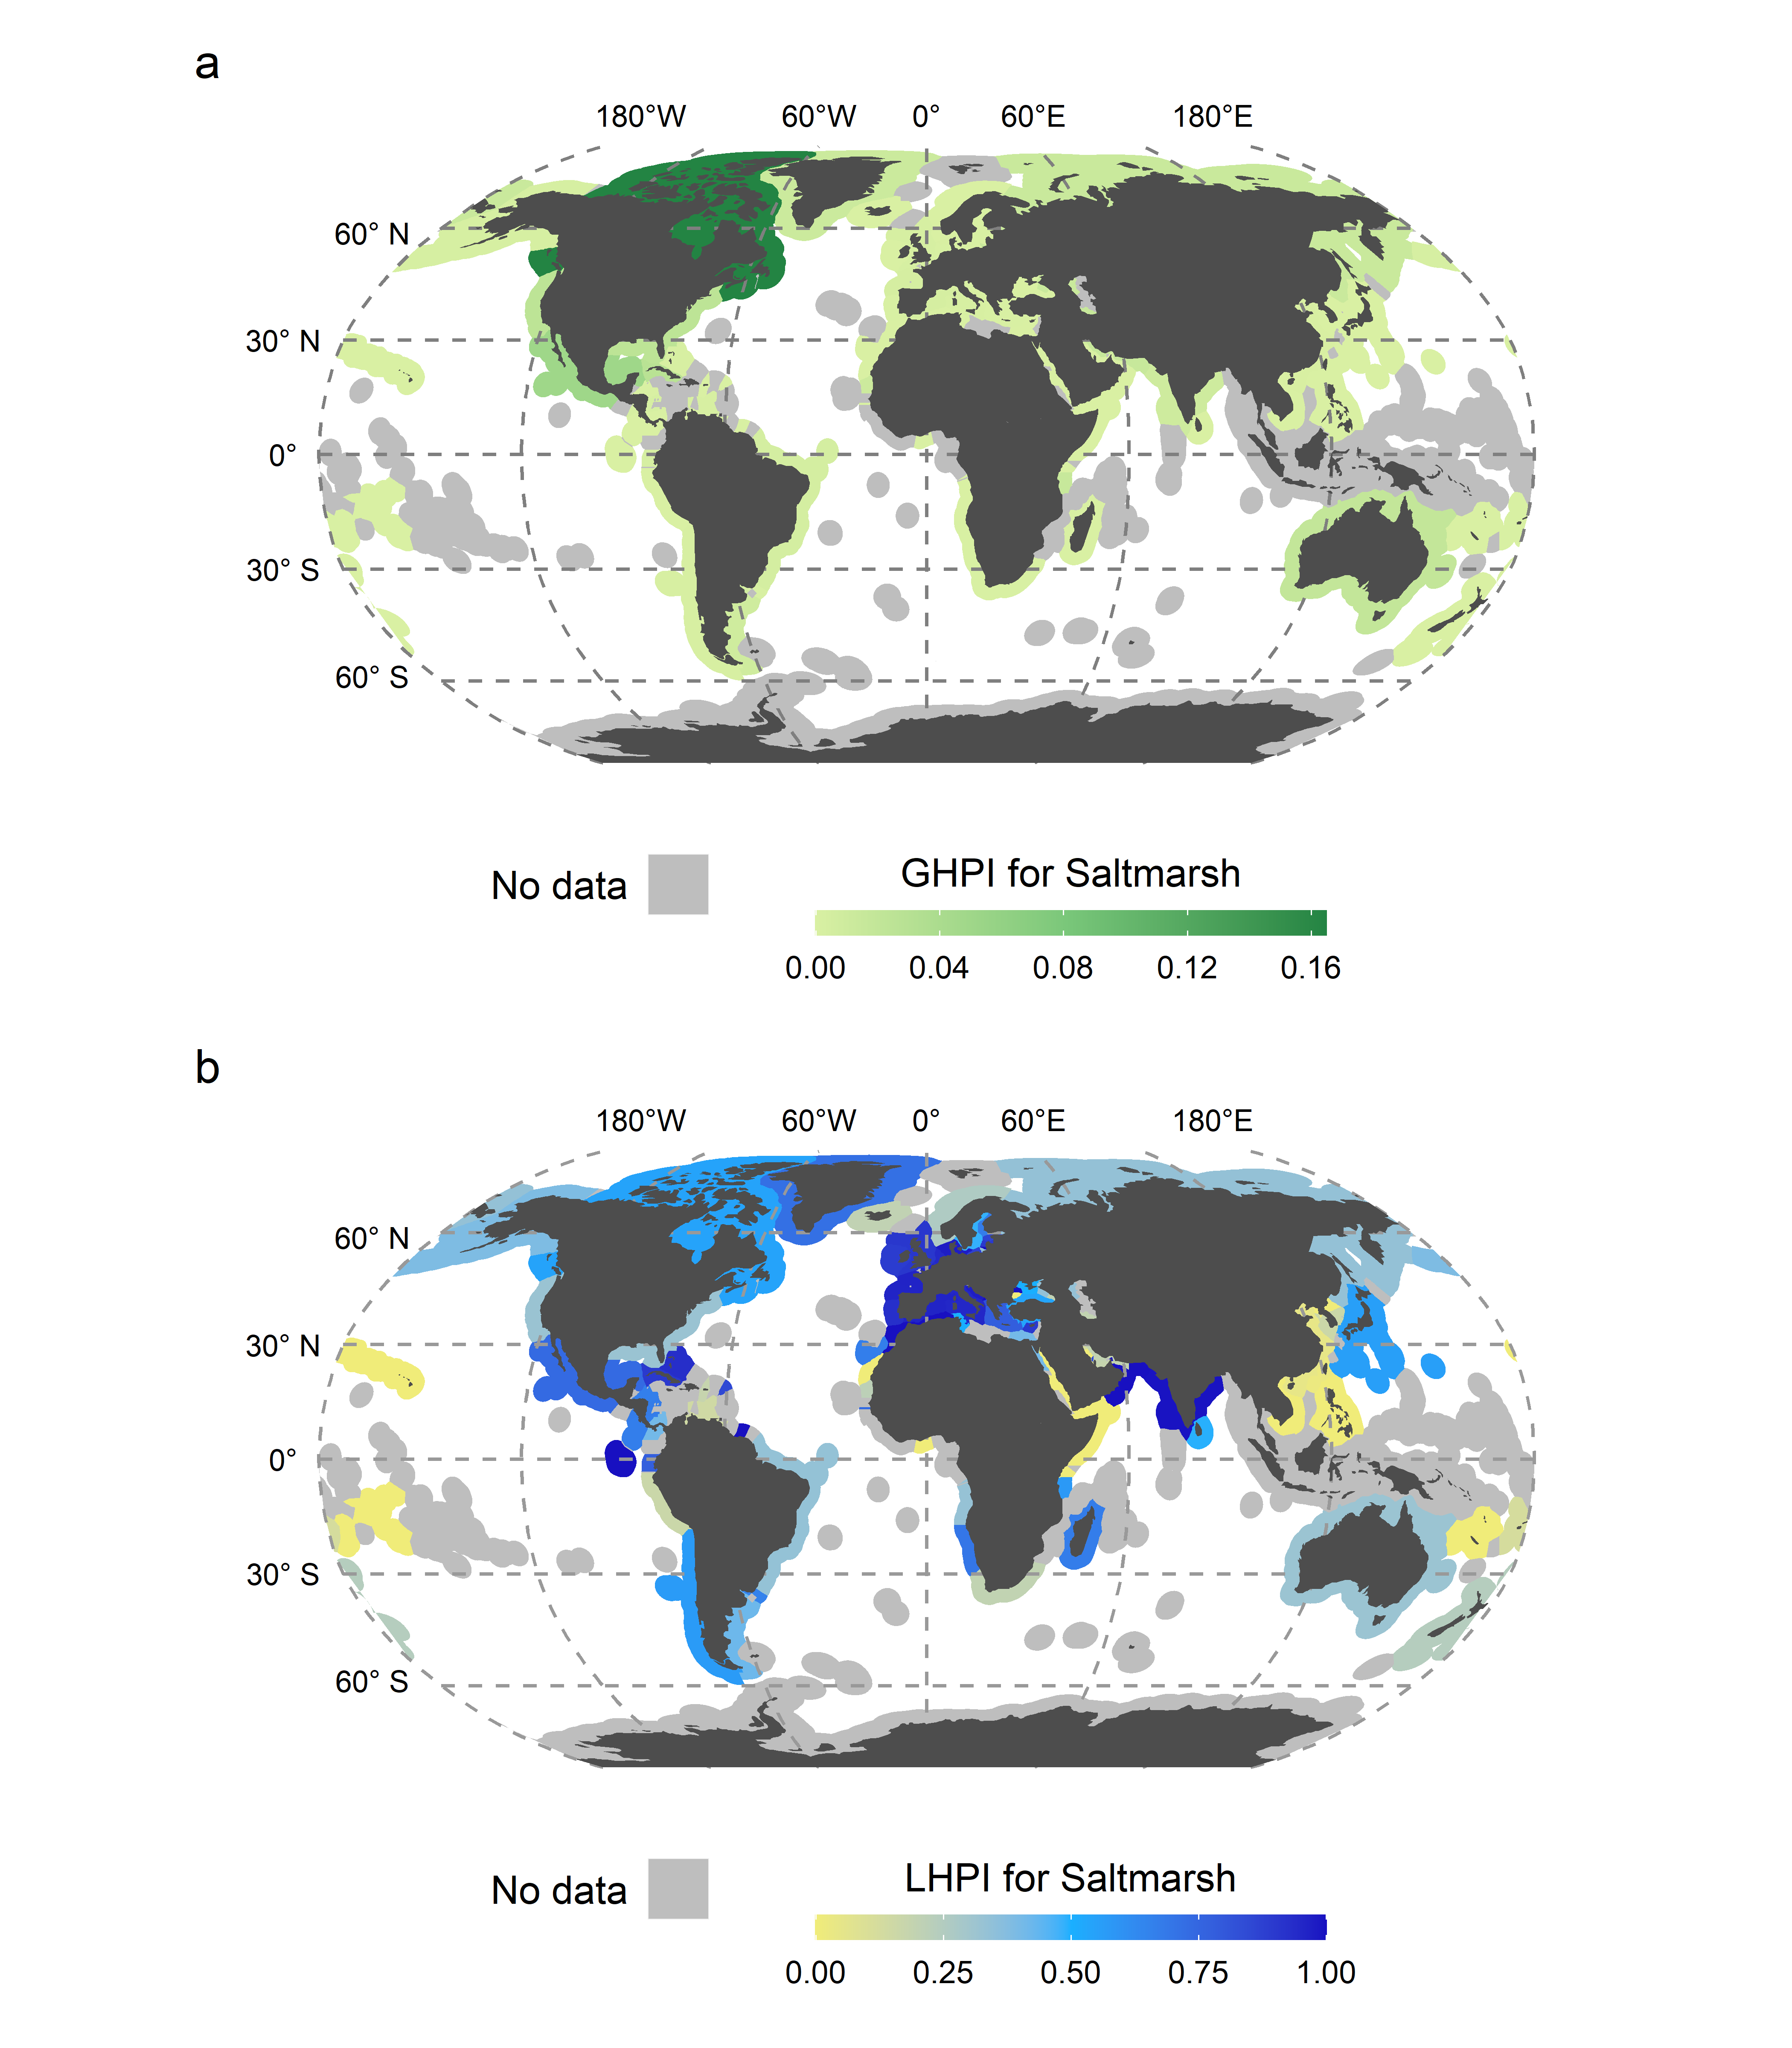 a
180°W 60°W 0° 60°E 180°E
60° N
30° N
0°
30° S
60° S
No data
GHPI for Saltmarsh
0.00 0.04 0.08 0.12 0.16
b
180°W 60°W 0° 60°E 180°E
60° N
30° N
0°
30° S
60° S
No data
LHPI for Saltmarsh
0.00 0.25 0.50 0.75 1.00